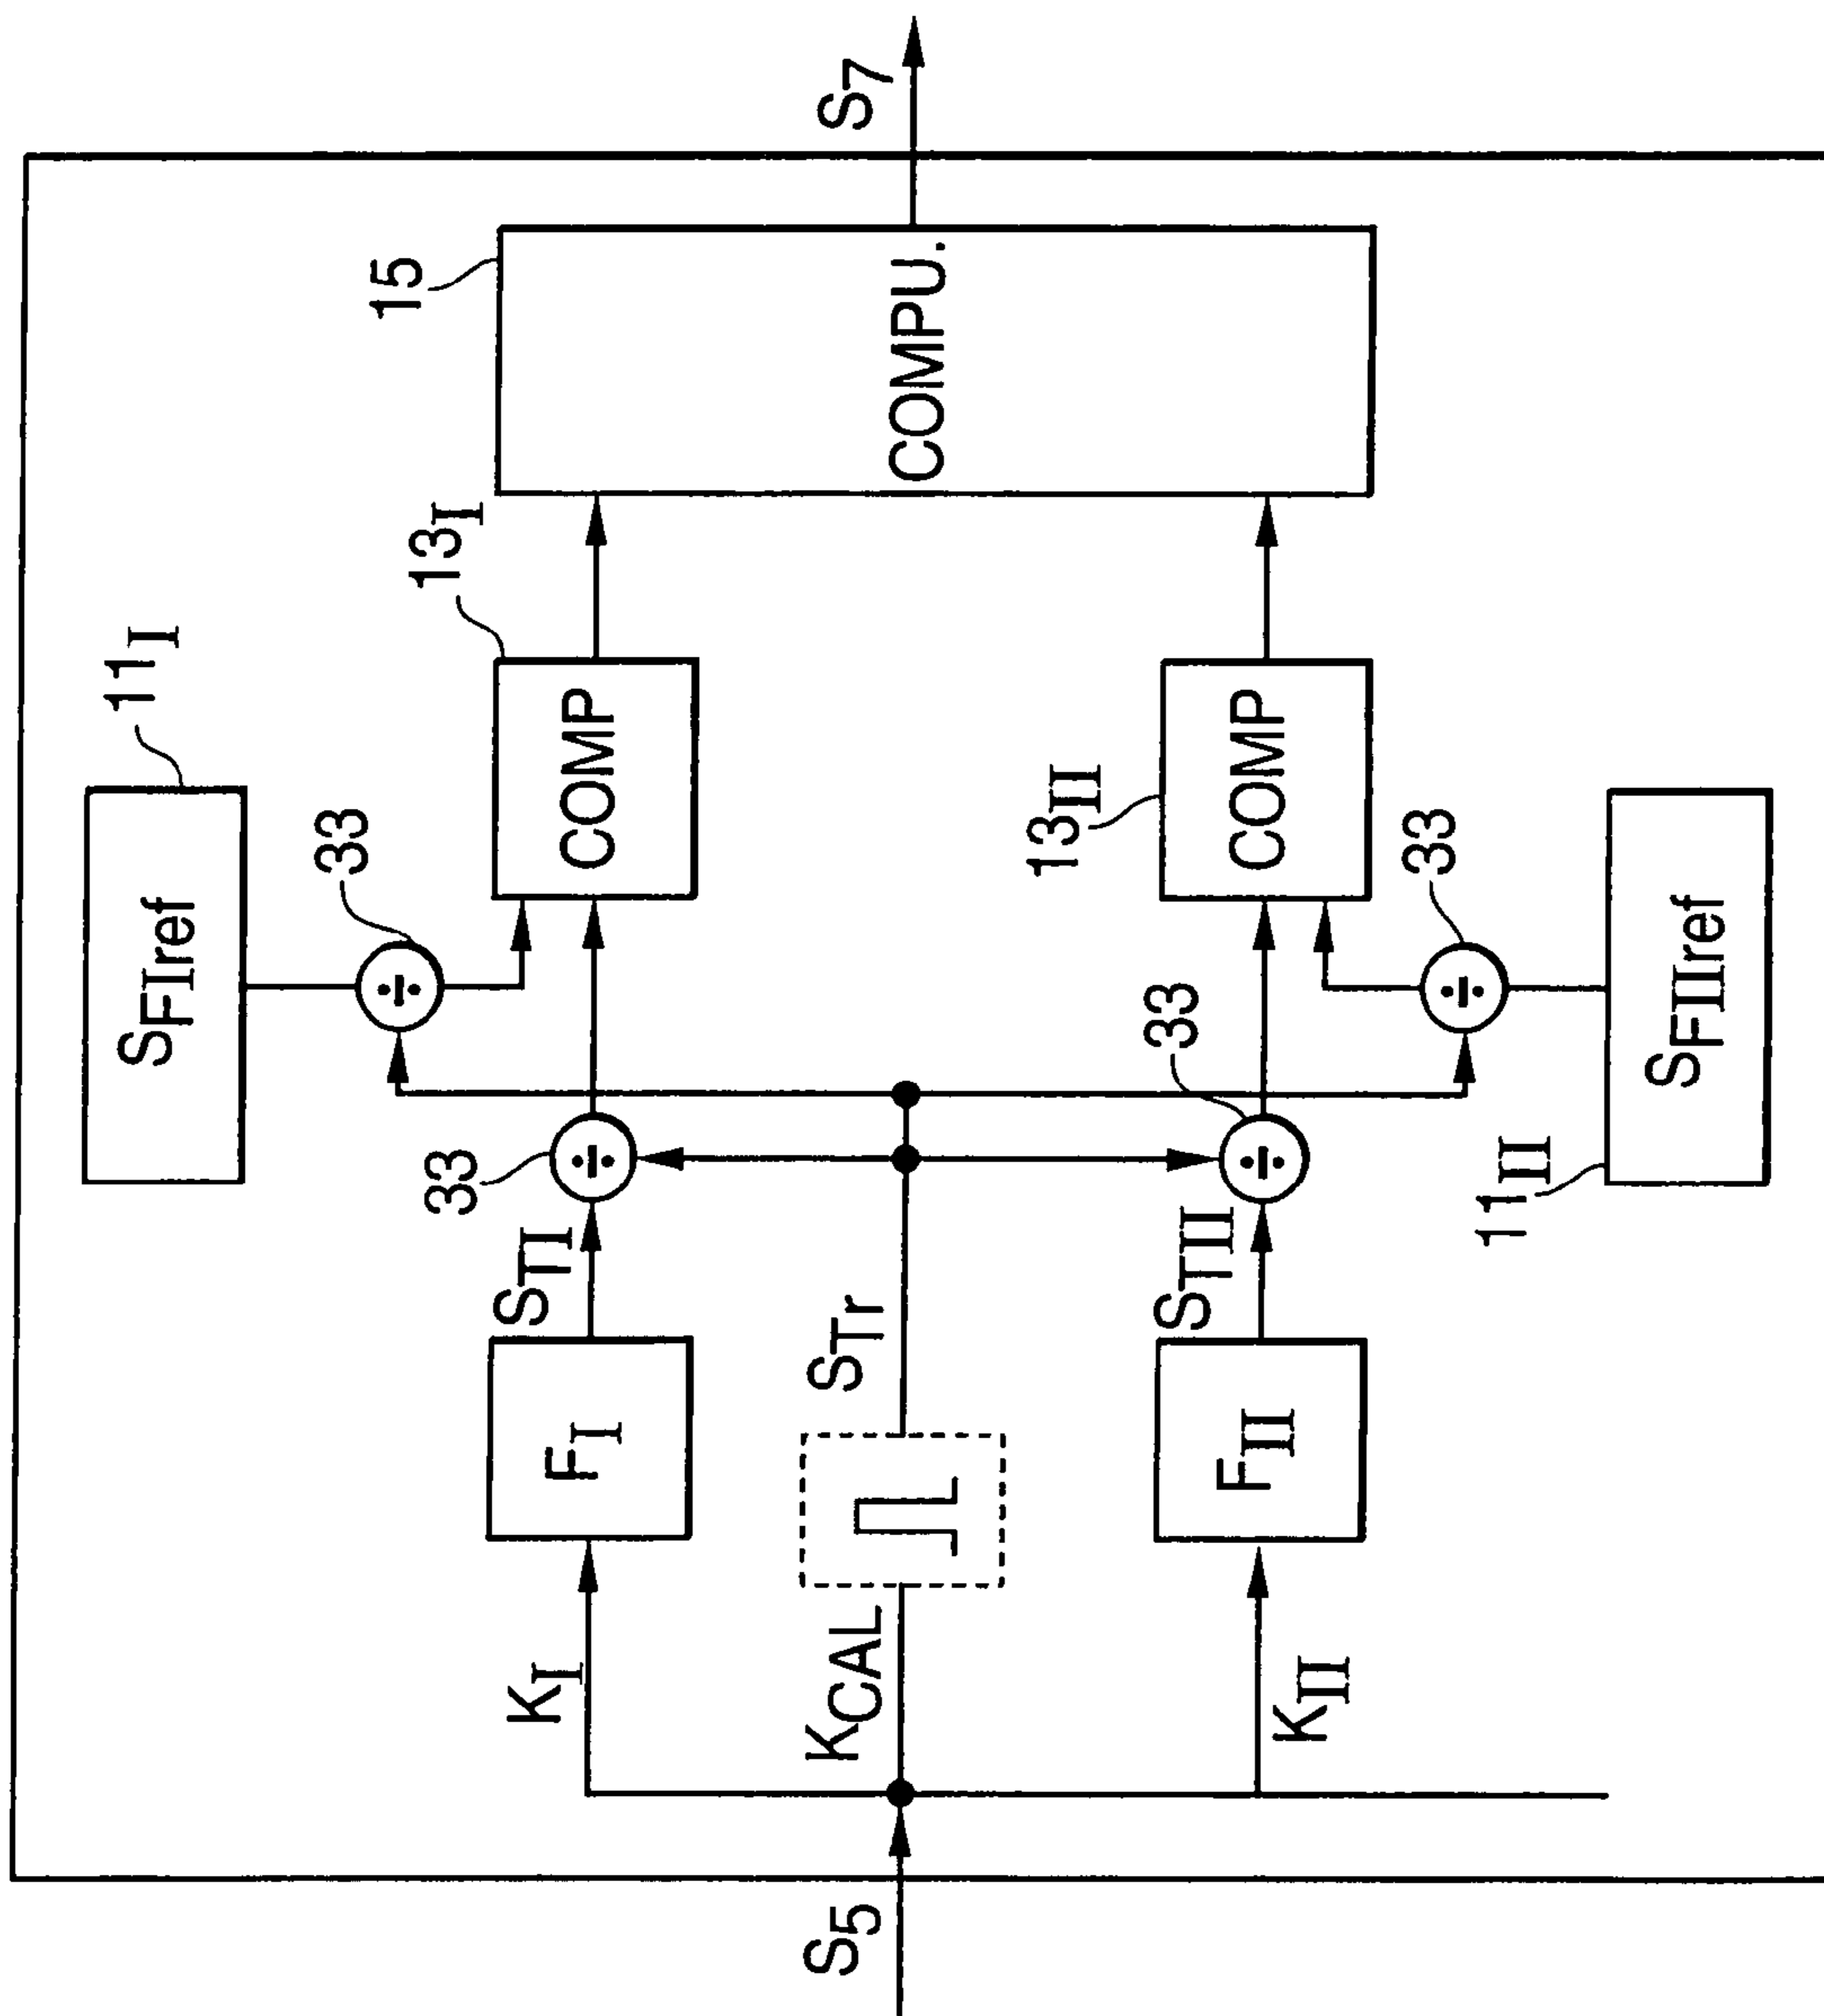 S5
KI
KCAL
KII
FI
FII
STI
STr
STII
÷
÷
÷
÷
33
33
33
33
SFIref
SFIIref
11I
11II
COMP
COMP
13I
13II
COMPU.
15
S7